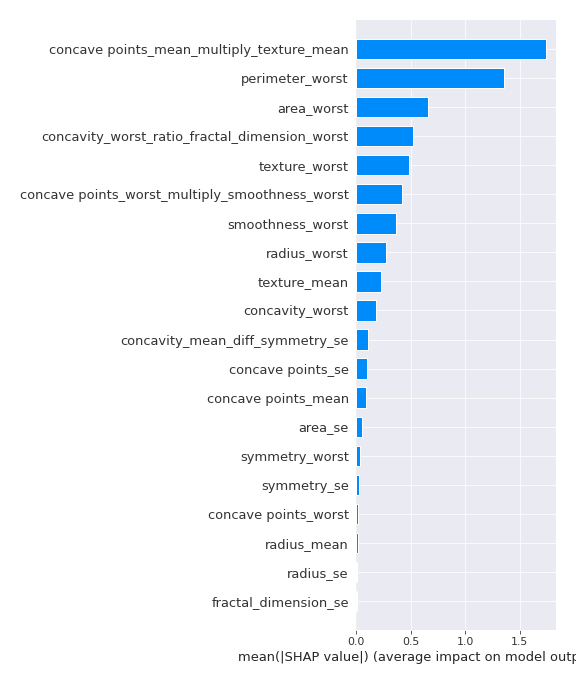 concave points_mean_multiply_texture_mean
perimeter_worst
area_worst
concavity_worst_ratio_fractal_dimension_worst
texture_worst
concave points_worst_multiply_smoothness_worst
smoothness_worst
radius_worst
texture_mean
concavity_worst
concavity_mean_diff_symmetry_se
concave points_se
concave points_mean
area_se
symmetry_worst
symmetry_se
concave points_worst
radius_mean
radius_se
fractal_dimension_se
0.0 0.5 1.0 1.5
mean(|SHAP value|) (average impact on model outp